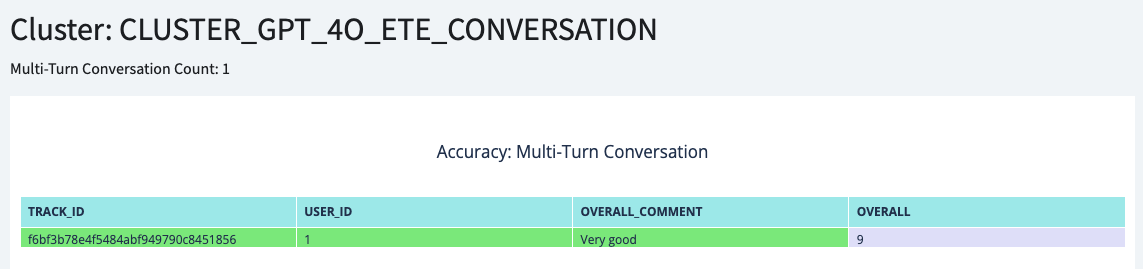 Cluster: CLUSTER_GPT_4O_ETE_CONVERSATION
Multi-Turn Conversation Count: 1
Accuracy: Multi-Turn Conversation
TRACK_ID USER_ID OVERALL_COMMENT OVERALL
f6bf3b78e4f5484abf949790c8451856 1 Very good 9